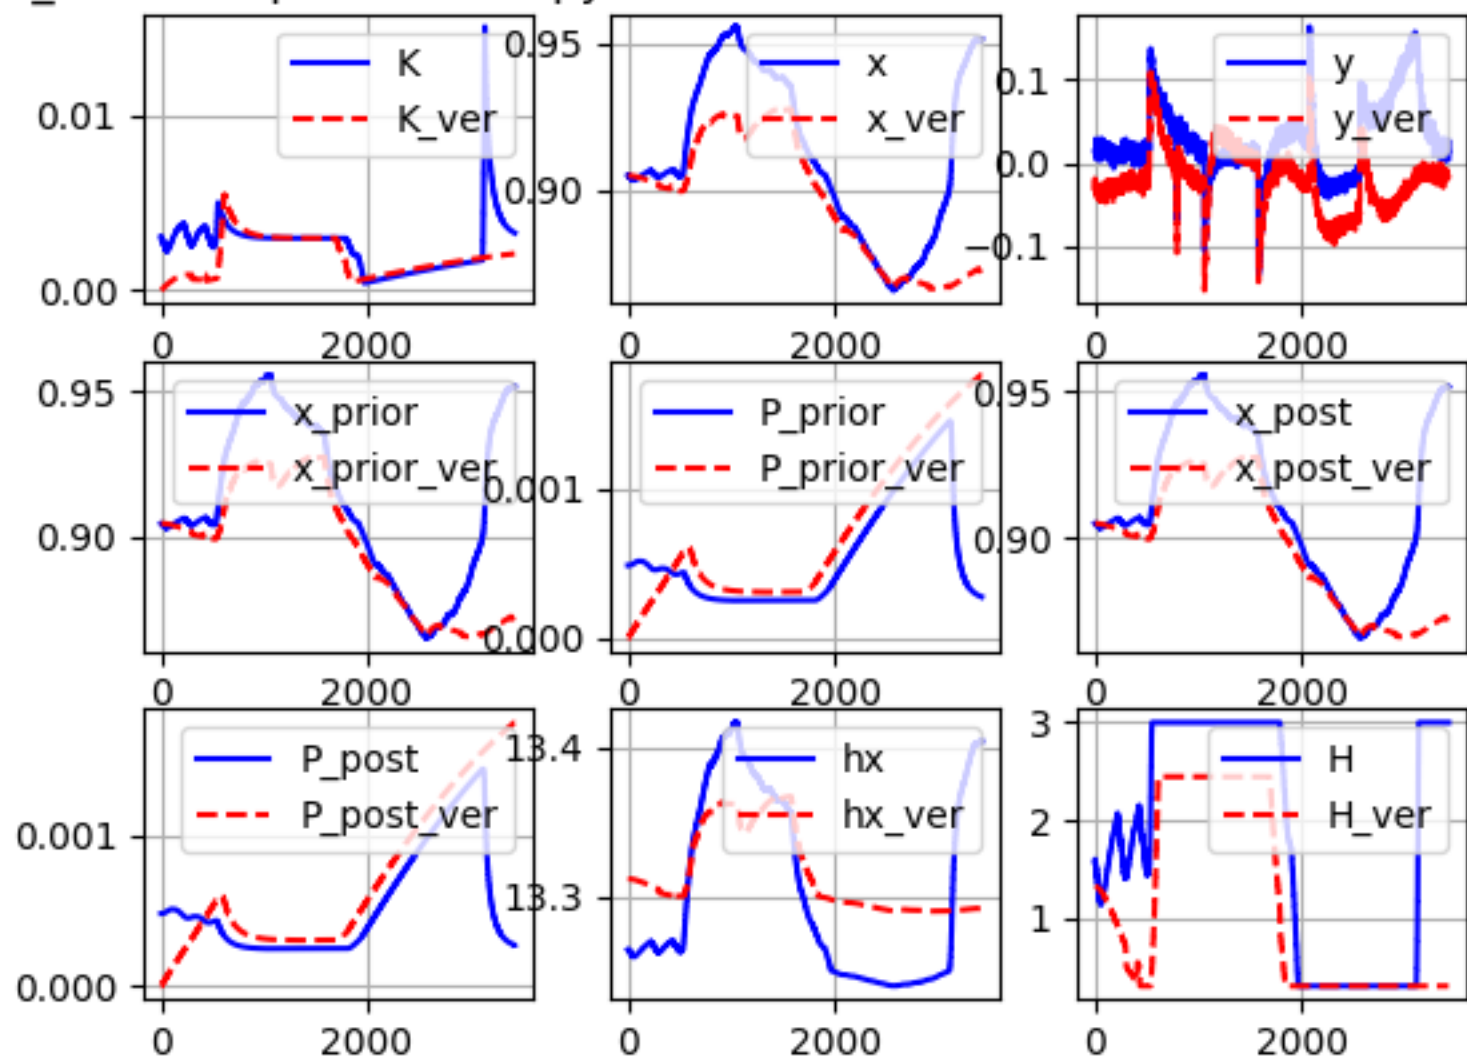 K
K_ver
0.01
0.00
0
2000
x
x_ver
0.95
0.90
0
2000
y
y_ver
0.1
0.0
−0.1
0
2000
x_prior
x_prior_ver
0.95
0.90
0
2000
P_prior
P_prior_ver
0.001
0.000
0
2000
x_post
x_post_ver
0.95
0.90
0
2000
P_post
P_post_ver
0.001
0.000
0
2000
hx
hx_ver
13.4
13.3
0
2000
H
H_ver
3
2
1
0
2000